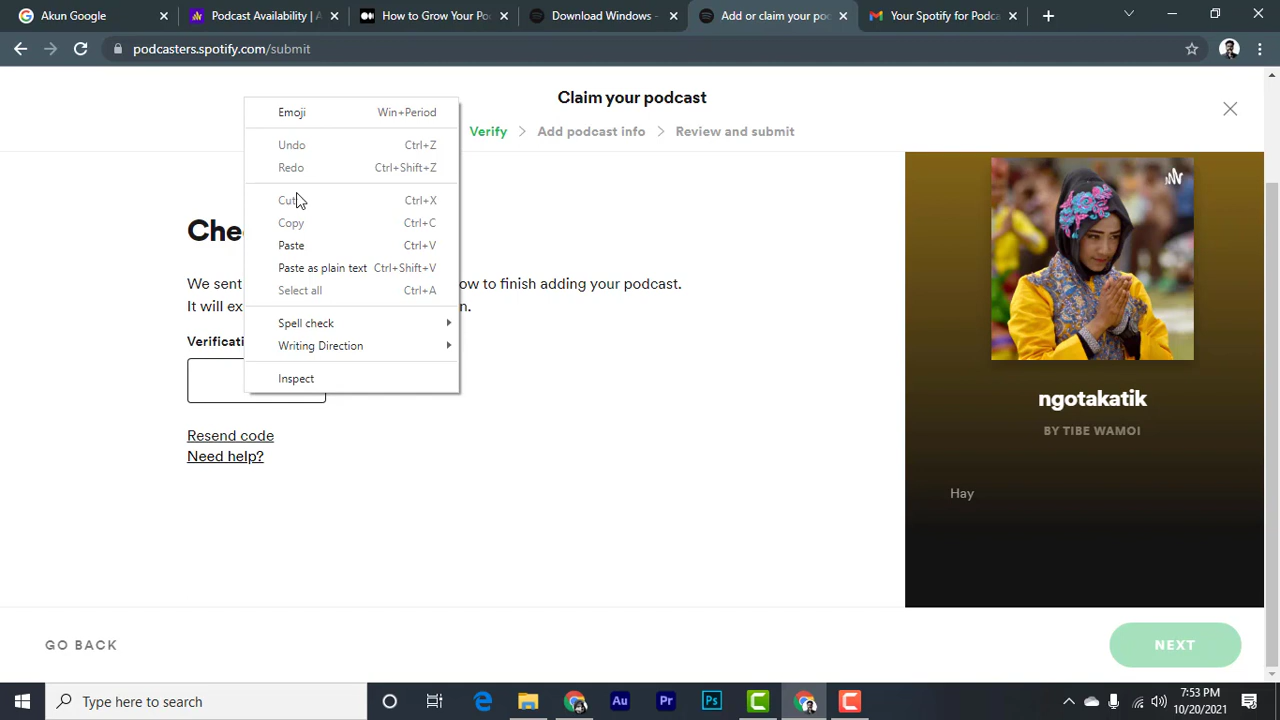 Akun Google
Podcast Availability | A
How to Grow Your Po
Download Windows -
Add or claim your po
Your Spotify for Podca
podcasters.spotify.com/submit
Claim your podcast
Verify
Add podcast info
Review and submit
Emoji Win+Period
Undo Ctrl+Z
Redo Ctrl+Shift+Z
Cut Ctrl+X
Copy Ctrl+C
Paste Ctrl+V
Paste as plain text Ctrl+Shift+V
Select all Ctrl+A
Spell check
Writing Direction
Inspect
Che
We sent ow to finish adding your podcast.
It will ex n.
Verificati
Resend code
Need help?
ngotakatik
BY TIBE WAMOI
Hay
GO BACK
NEXT
Type here to search
Au
Pr
Ps
7:53 PM
10/20/2021